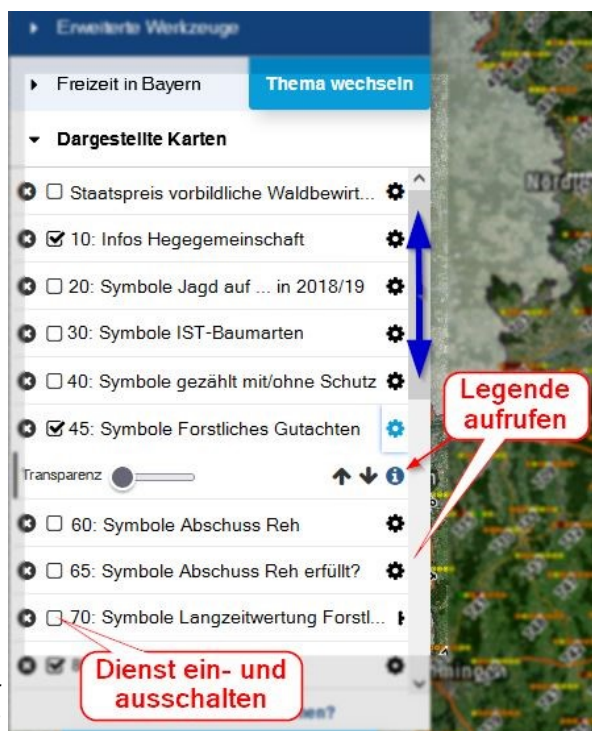 Erweiterte Werkzeuge
Freizeit in Bayern Thema wechseln
Dargestellte Karten
Staatspreis vorbildliche Waldbewirt...
10: Infos Hegegemeinschaft
20: Symbole Jagd auf ... in 2018/19
30: Symbole IST-Baumarten
40: Symbole gezählt mit/ohne Schutz
Legende
aufrufen
45: Symbole Forstliches Gutachten
Transparenz
60: Symbole Abschuss Reh
65: Symbole Abschuss Reh erfüllt?
70: Symbole Langzeitwertung Forstl...
Dienst ein- und
ausschalten